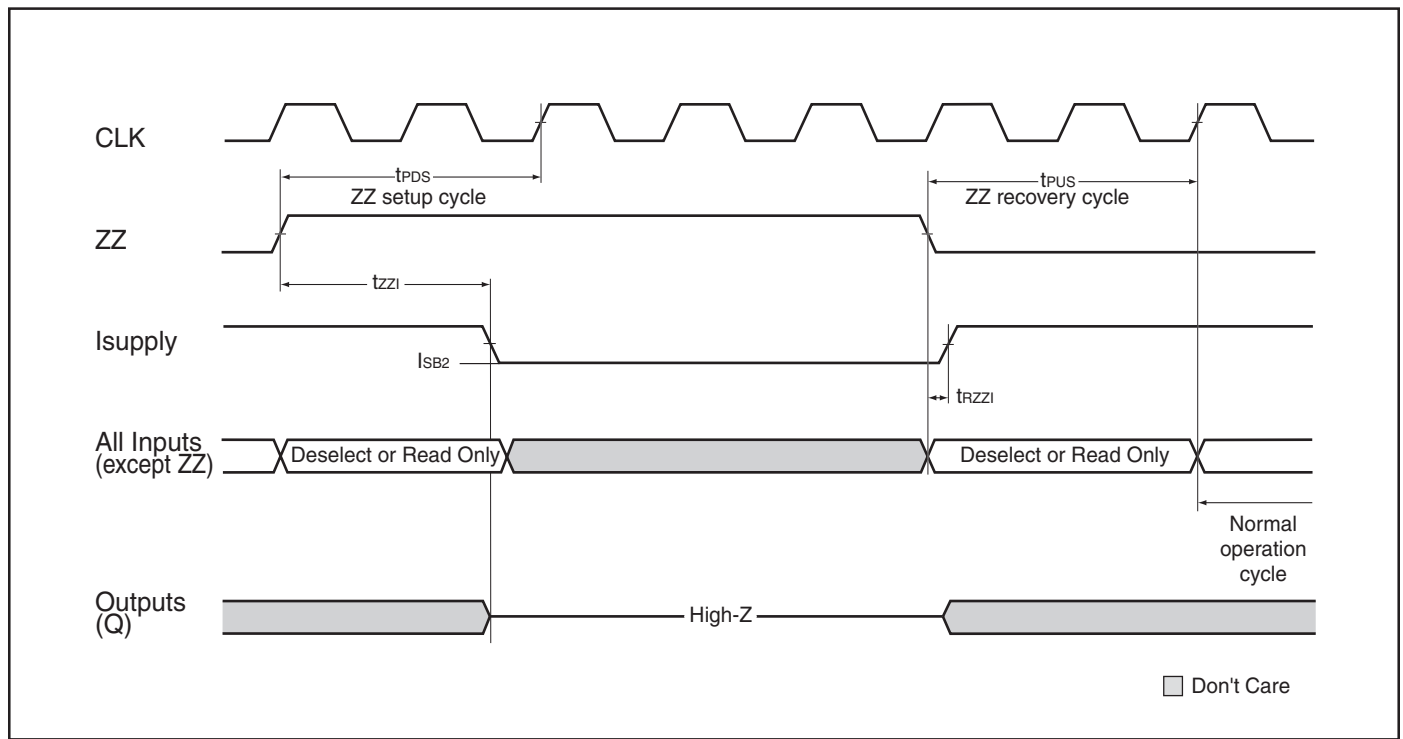 CLK
tPDS
ZZ setup cycle
tPUS
ZZ recovery cycle
ZZ
tZZI
Isupply
ISB2
tRZZI
All Inputs
(except ZZ)
Deselect or Read Only
Deselect or Read Only
Normal
operation
cycle
Outputs
(Q)
High-Z
Don't Care